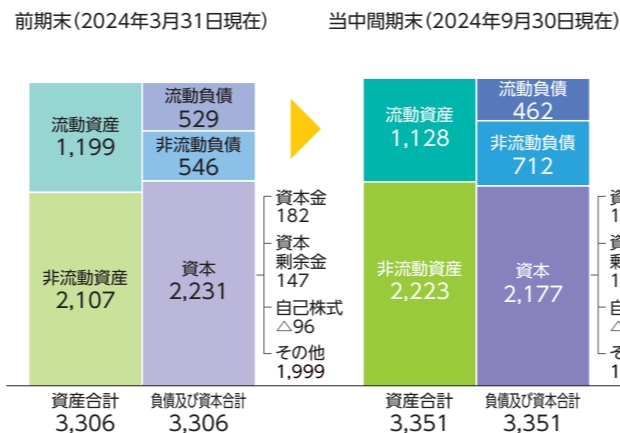 前期末(2024年3月31日現在)
流動資産
1,199
非流動資産
2,107
流動負債
529
非流動負債
546
資本
2,231
資本金
182
資本
剰余金
147
自己株式
△96
その他
1,999
資産合計
3,306
負債及び資本合計
3,306
当中間期末(2024年9月30日現在)
流動資産
1,128
非流動資産
2,223
流動負債
462
非流動負債
712
資本
2,177
資産合計
3,351
負債及び資本合計
3,351